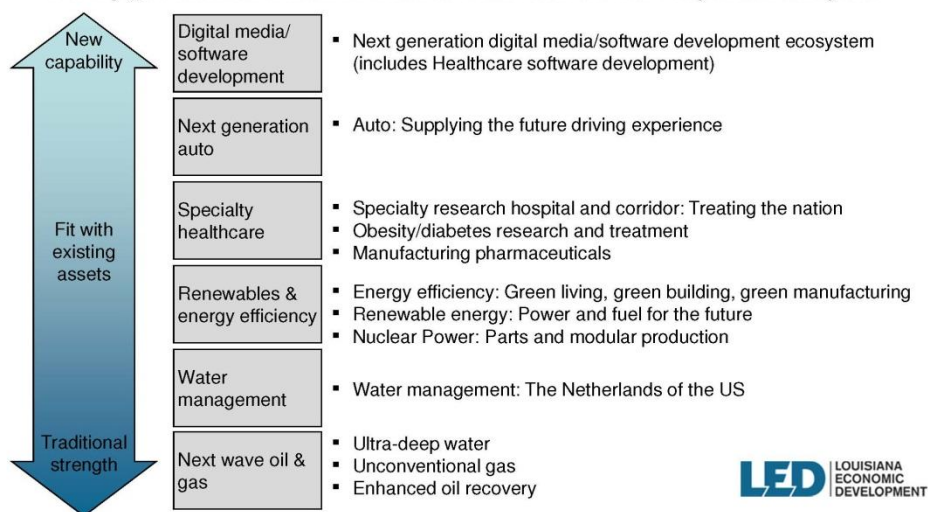 New
capability
Fit with
existing
assets
Traditional
strength
Digital media/
software
development
▪ Next generation digital media/software development ecosystem
(includes Healthcare software development)
Next generation
auto
▪ Auto: Supplying the future driving experience
Specialty
healthcare
▪ Specialty research hospital and corridor: Treating the nation
▪ Obesity/diabetes research and treatment
▪ Manufacturing pharmaceuticals
Renewables &
energy efficiency
▪ Energy efficiency: Green living, green building, green manufacturing
▪ Renewable energy: Power and fuel for the future
▪ Nuclear Power: Parts and modular production
Water
management
▪ Water management: The Netherlands of the US
Next wave oil &
gas
▪ Ultra-deep water
▪ Unconventional gas
▪ Enhanced oil recovery
LED
LOUISIANA
ECONOMIC
DEVELOPMENT